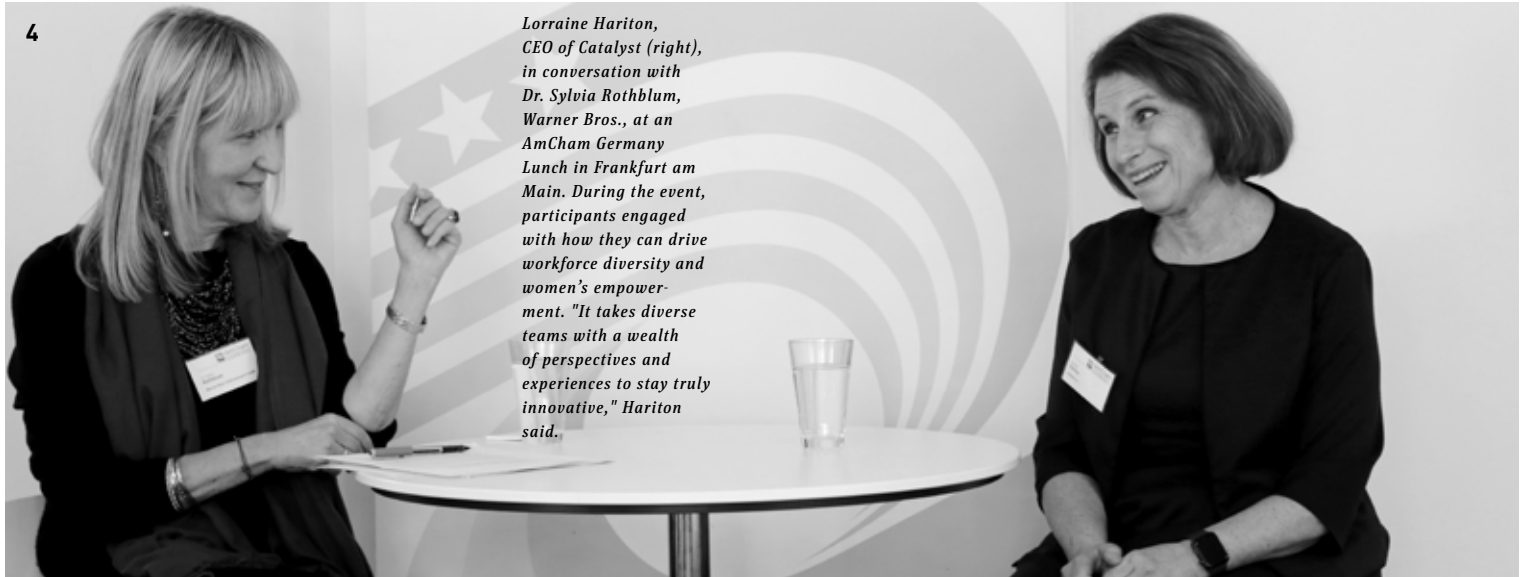 4
Lorraine Hariton,
CEO of Catalyst (right),
in conversation with
Dr. Sylvia Rothblum,
Warner Bros., at an
AmCham Germany
Lunch in Frankfurt am
Main. During the event,
participants engaged
with how they can drive
workforce diversity and
women’s empower-
ment. "It takes diverse
teams with a wealth
of perspectives and
experiences to stay truly
innovative," Hariton
said.